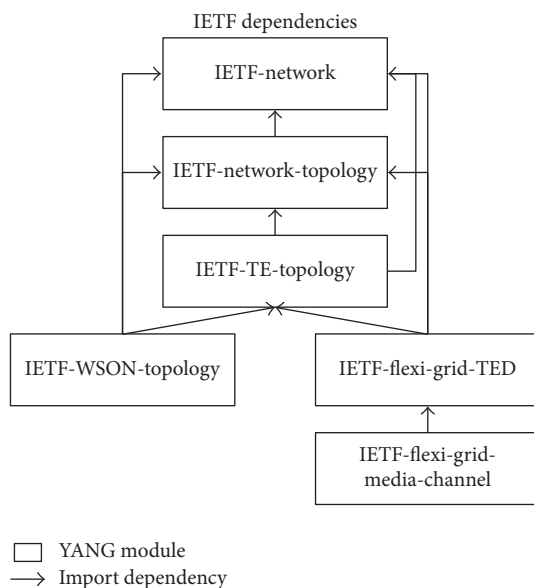 IETF dependencies
IETF-network
IETF-network-topology
IETF-TE-topology
IETF-WSON-topology
IETF-flexi-grid-TED
IETF-flexi-grid-
media-channel
YANG module
Import dependency